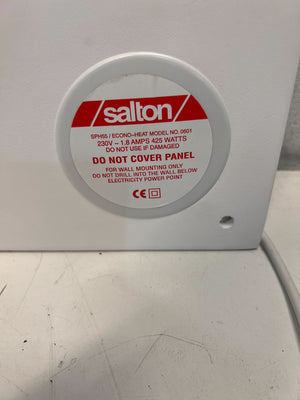 salton
SPH55 / ECONO-HEAT MODEL NO. 0601
230V ~ 1.8 AMPS 425 WATTS
DO NOT USE IF DAMAGED
DO NOT COVER PANEL
FOR WALL MOUNTING ONLY
DO NOT DRILL INTO THE WALL BELOW
ELECTRICITY POWER POINT
CE